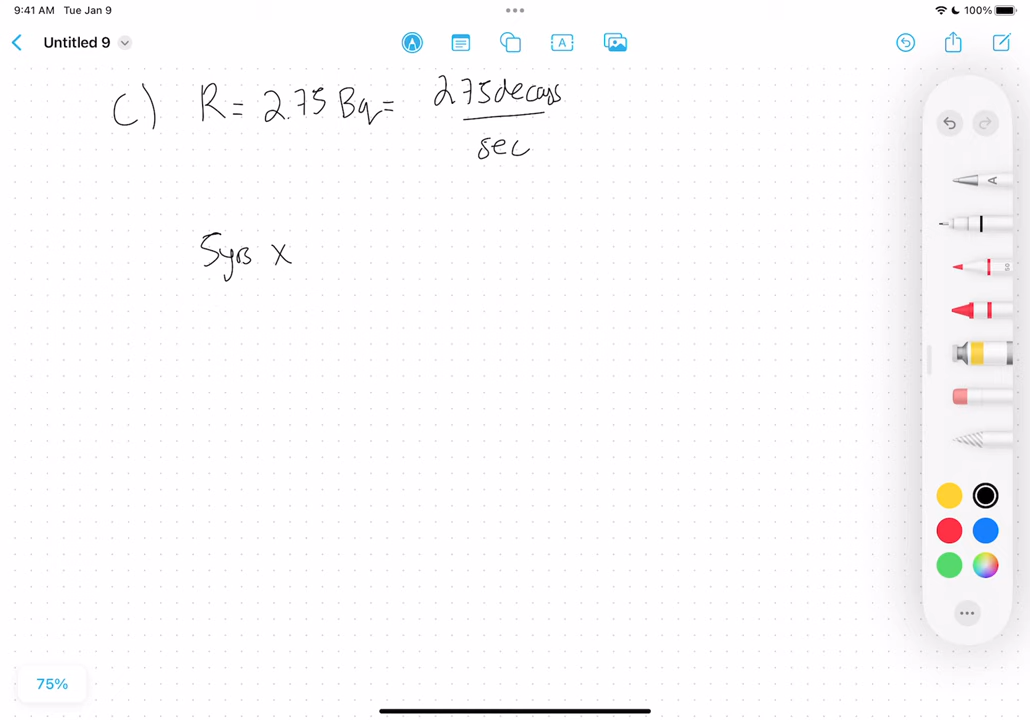 9:41 AM Tue Jan 9 100%
Untitled 9
C) R = 2.75 Bq = 2.75 decays
sec
5yrs x
75%